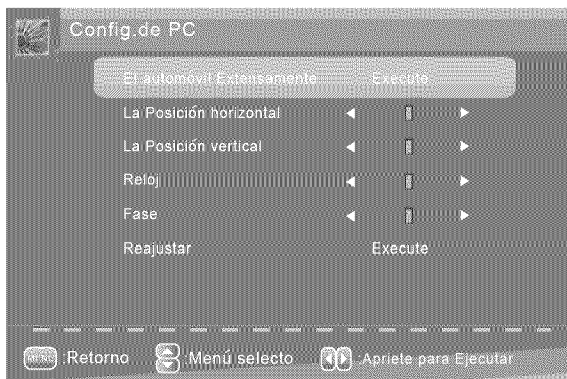 Config.de PC
El automóvil Extensamente Execute
La Posición horizontal
La Posición vertical
Reloj
Fase
Reajustar Execute
MENU :Retorno :Menú selecto :Apriete para Ejecutar